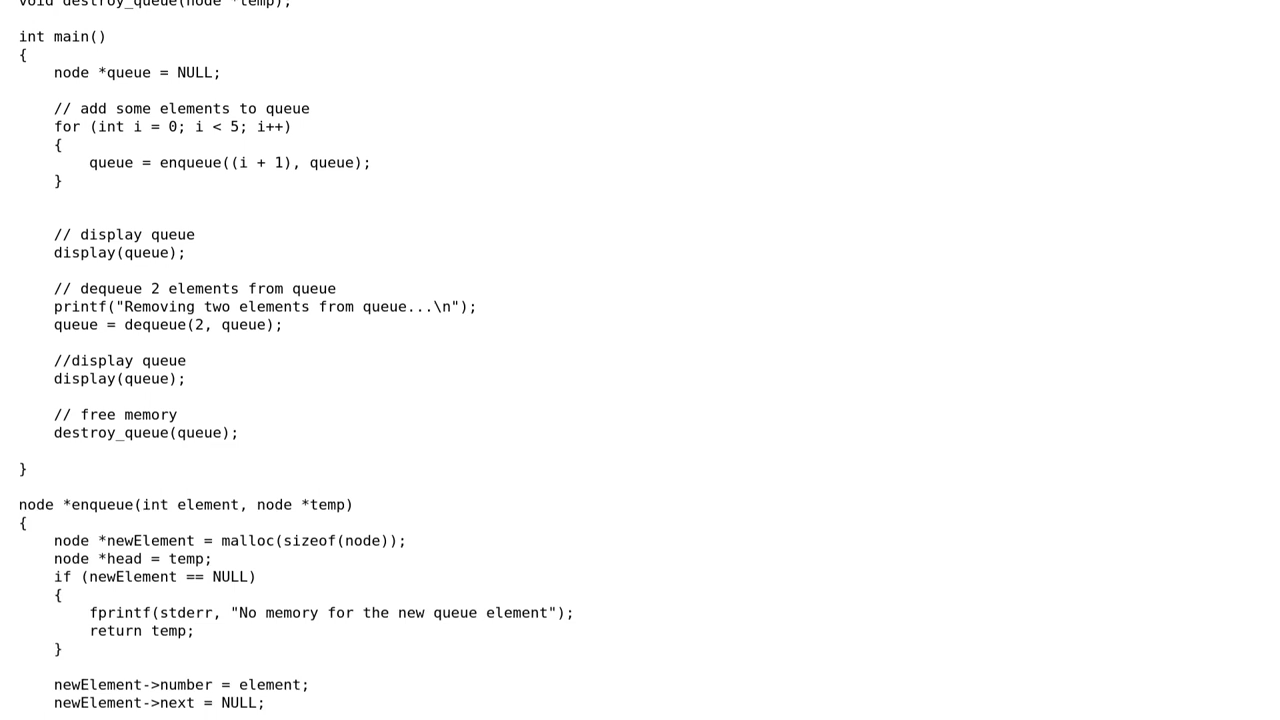 void destroy_queue(node *temp);
int main()
{
    node *queue = NULL;
    // add some elements to queue
    for (int i = 0; i < 5; i++)
    {
        queue = enqueue((i + 1), queue);
    }
    // display queue
    display(queue);
    // dequeue 2 elements from queue
    printf("Removing two elements from queue...\n");
    queue = dequeue(2, queue);
    //display queue
    display(queue);
    // free memory
    destroy_queue(queue);
}
node *enqueue(int element, node *temp)
{
    node *newElement = malloc(sizeof(node));
    node *head = temp;
    if (newElement == NULL)
    {
        fprintf(stderr, "No memory for the new queue element");
        return temp;
    }
    newElement->number = element;
    newElement->next = NULL;